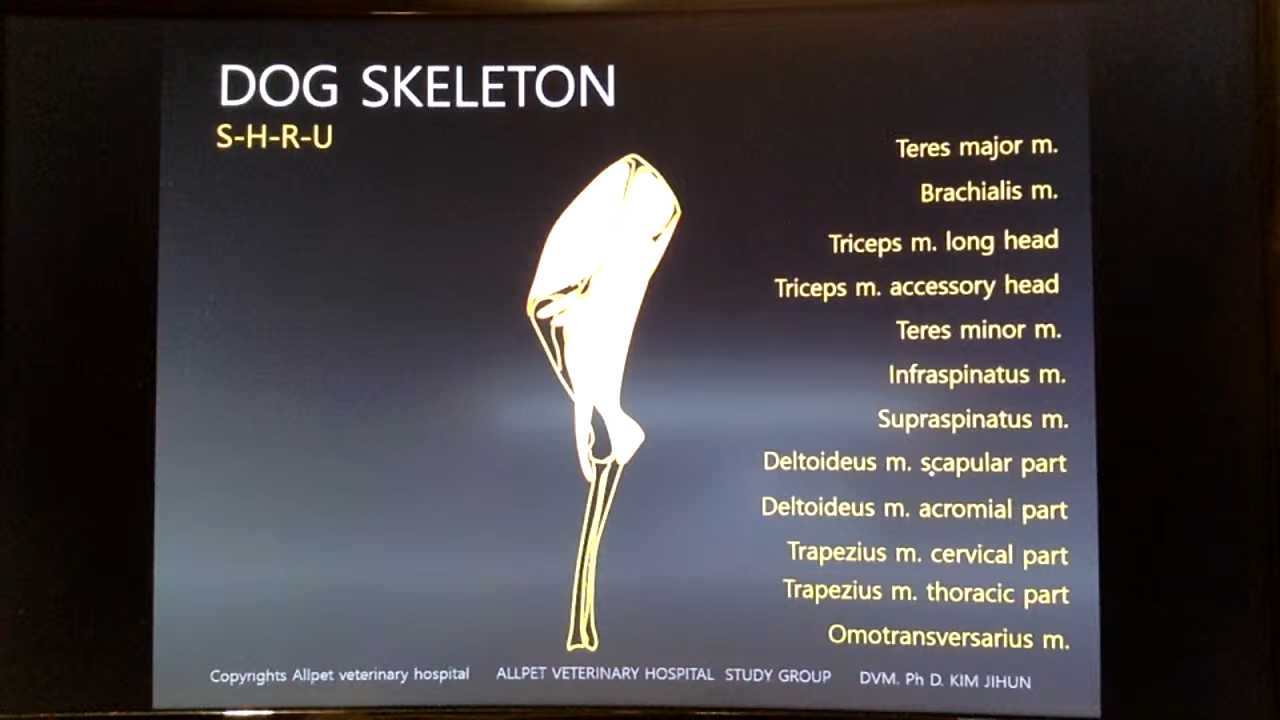 DOG SKELETON
S-H-R-U
Teres major m.
Brachialis m.
Triceps m. long head
Triceps m. accessory head
Teres minor m.
Infraspinatus m.
Supraspinatus m.
Deltoideus m. scapular part
Deltoideus m. acromial part
Trapezius m. cervical part
Trapezius m. thoracic part
Omotransversarius m.
Copyrights Allpet veterinary hospital ALLPET VETERINARY HOSPITAL STUDY GROUP DVM. Ph D. KIM JIHUN